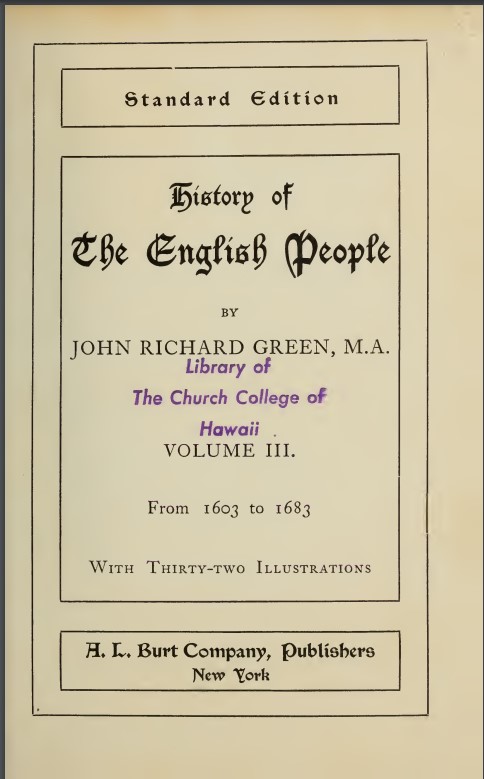 Standard Edition
History of
The English People
BY
JOHN RICHARD GREEN, M.A.
Library of
The Church College of
Hawaii
VOLUME III.
From 1603 to 1683
WITH THIRTY-TWO ILLUSTRATIONS
A. L. Burt Company, Publishers
New York